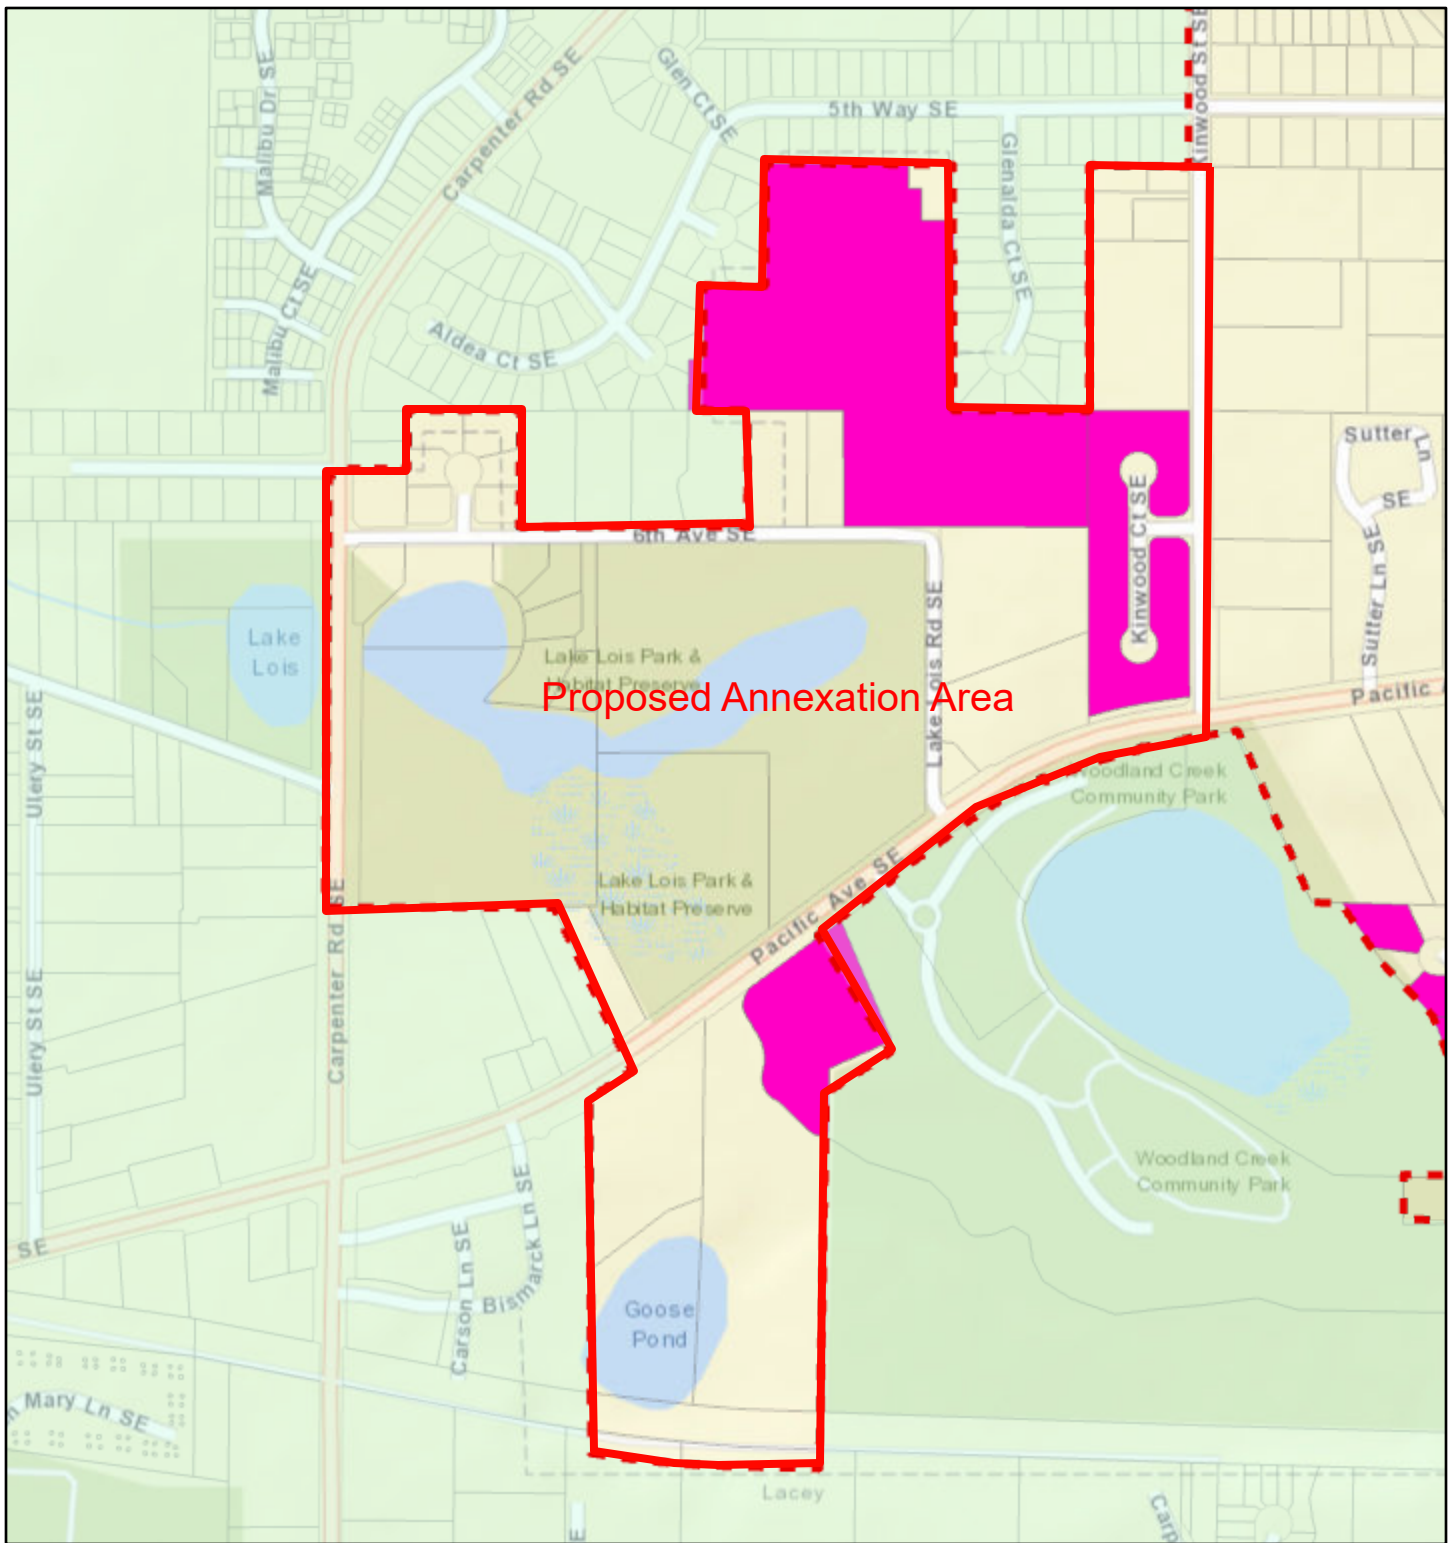 Malibu Dr SE
Carpenter Rd SE
Glen Ct SE
5th Way SE
Kinwood St SE
Glenalda Ct SE
Malibu Ct SE
Aldea Ct SE
Sutter Ln
SE
Kinwood Ct SE
6th Ave SE
Sutter Ln SE
Lake
Lois
Lake Lois Rd SE
Lake Lois Park &
Habitat Preserve
Proposed Annexation Area
Pacific
Ulery St SE
Woodland Creek
Community Park
Lake Lois Park &
Habitat Preserve
Pacific Ave SE
Carpenter Rd SE
Ulery St SE
Woodland Creek
Community Park
SE
Bismarck Ln SE
Carson Ln SE
Goose
Pond
Mary Ln SE
Lacey
Carp
E